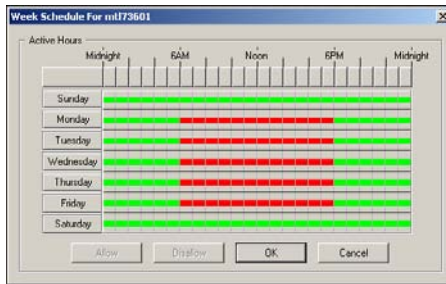 Week Schedule For mtl73601
Active Hours
Midnight 6AM Noon 6PM Midnight
Sunday
Monday
Tuesday
Wednesday
Thursday
Friday
Saturday
Allow Disallow OK Cancel